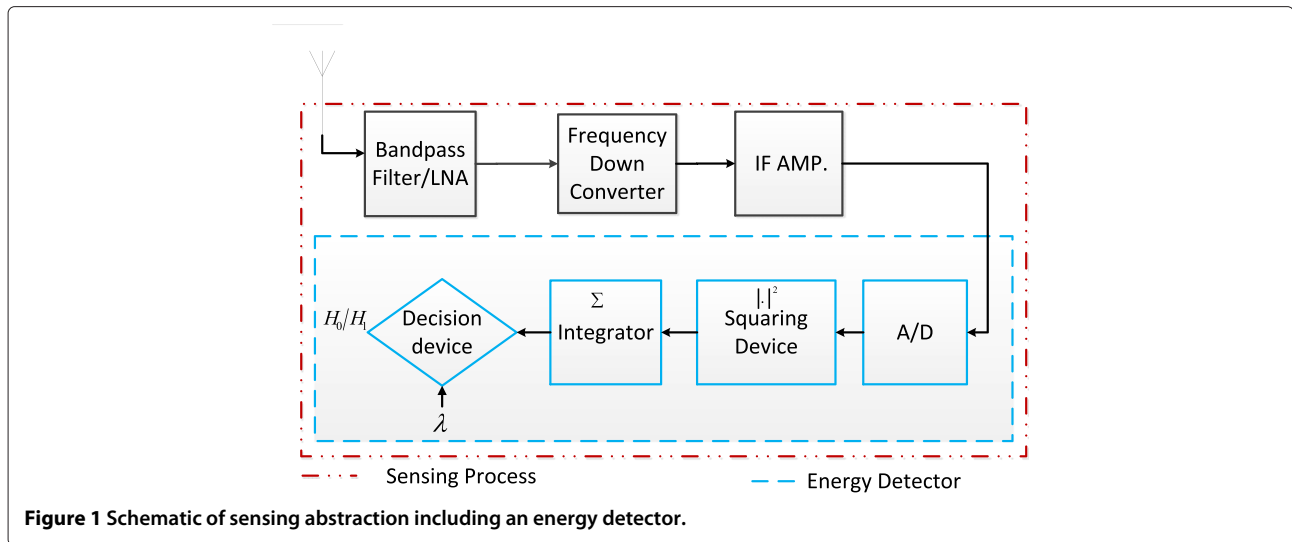 Bandpass
Filter/LNA
Frequency
Down
Converter
IF AMP.
H₀/H₁
Decision
device
λ
Σ
Integrator
|.|²
Squaring
Device
A/D
Sensing Process
Energy Detector
Figure 1 Schematic of sensing abstraction including an energy detector.